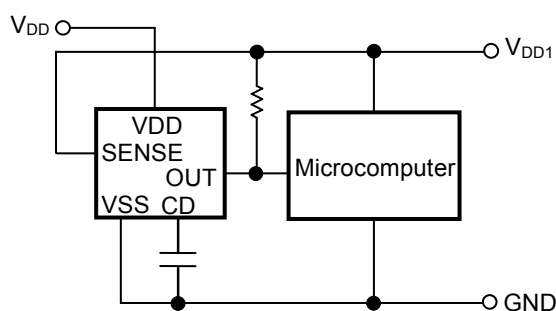 VDD
VDD1
VDD
SENSE
OUT
Microcomputer
VSS CD
GND